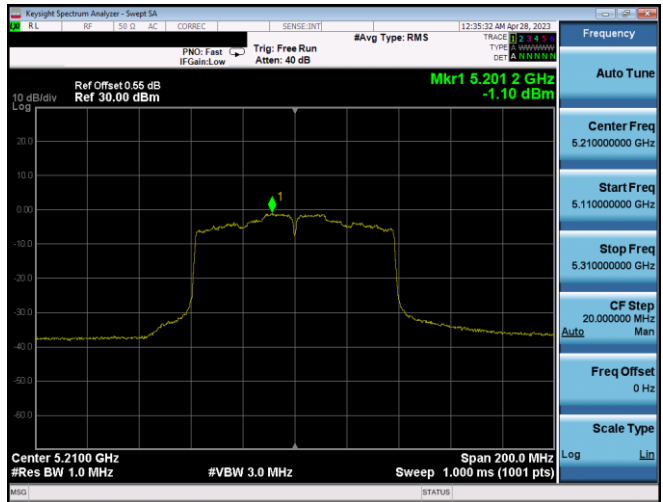 Keysight Spectrum Analyzer - Swept SA
RL RF 50 Ω AC CORREC SENSE:INT 12:35:32 AM Apr 28, 2023
#Avg Type: RMS TRACE 1 2 3 4 5 6
PNO: Fast Trig: Free Run TYPE A WWWWW
IFGain:Low Atten: 40 dB DET A N N N N N
Mkr1 5.201 2 GHz
-1.10 dBm
Ref Offset 0.55 dB
10 dB/div Ref 30.00 dBm
Log
20.0
10.0
0.00
-10.0
-20.0
-30.0
-40.0
-50.0
-60.0
1
Center 5.2100 GHz Span 200.0 MHz
#Res BW 1.0 MHz #VBW 3.0 MHz Sweep 1.000 ms (1001 pts)
MSG STATUS
Frequency
Auto Tune
Center Freq
5.210000000 GHz
Start Freq
5.110000000 GHz
Stop Freq
5.310000000 GHz
CF Step
20.000000 MHz
Auto Man
Freq Offset
0 Hz
Scale Type
Log Lin